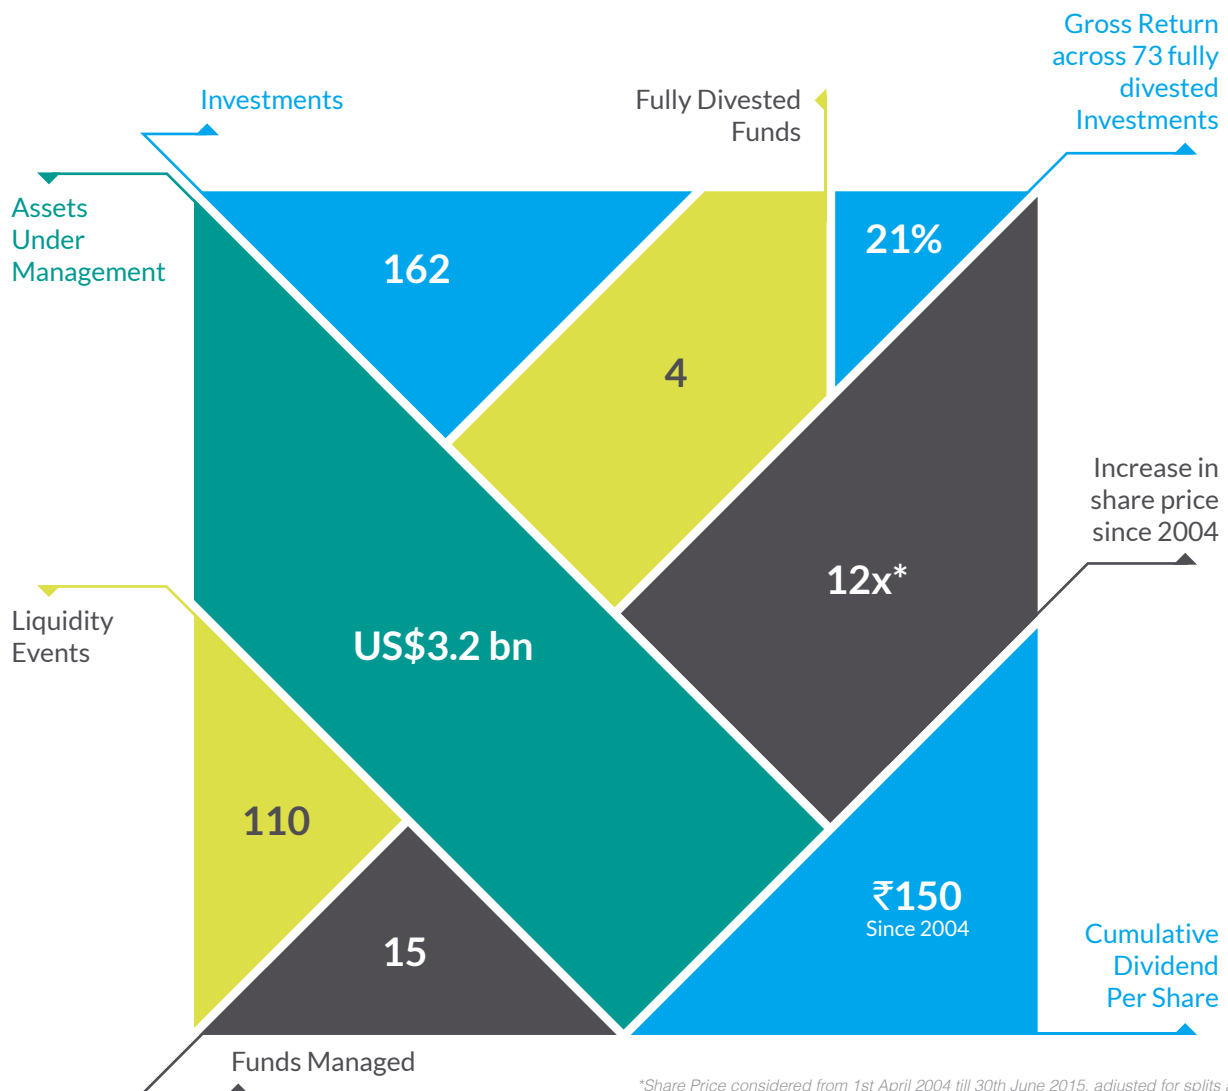 Gross Return
across 73 fully
divested
Investments
Investments
Fully Divested
Funds
Assets
Under
Management
162
21%
4
Increase in
share price
since 2004
12x*
Liquidity
Events
US$3.2 bn
110
₹150
Since 2004
15
Cumulative
Dividend
Per Share
Funds Managed
*Share Price considered from 1st April 2004 till 30th June 2015, adjusted for splits